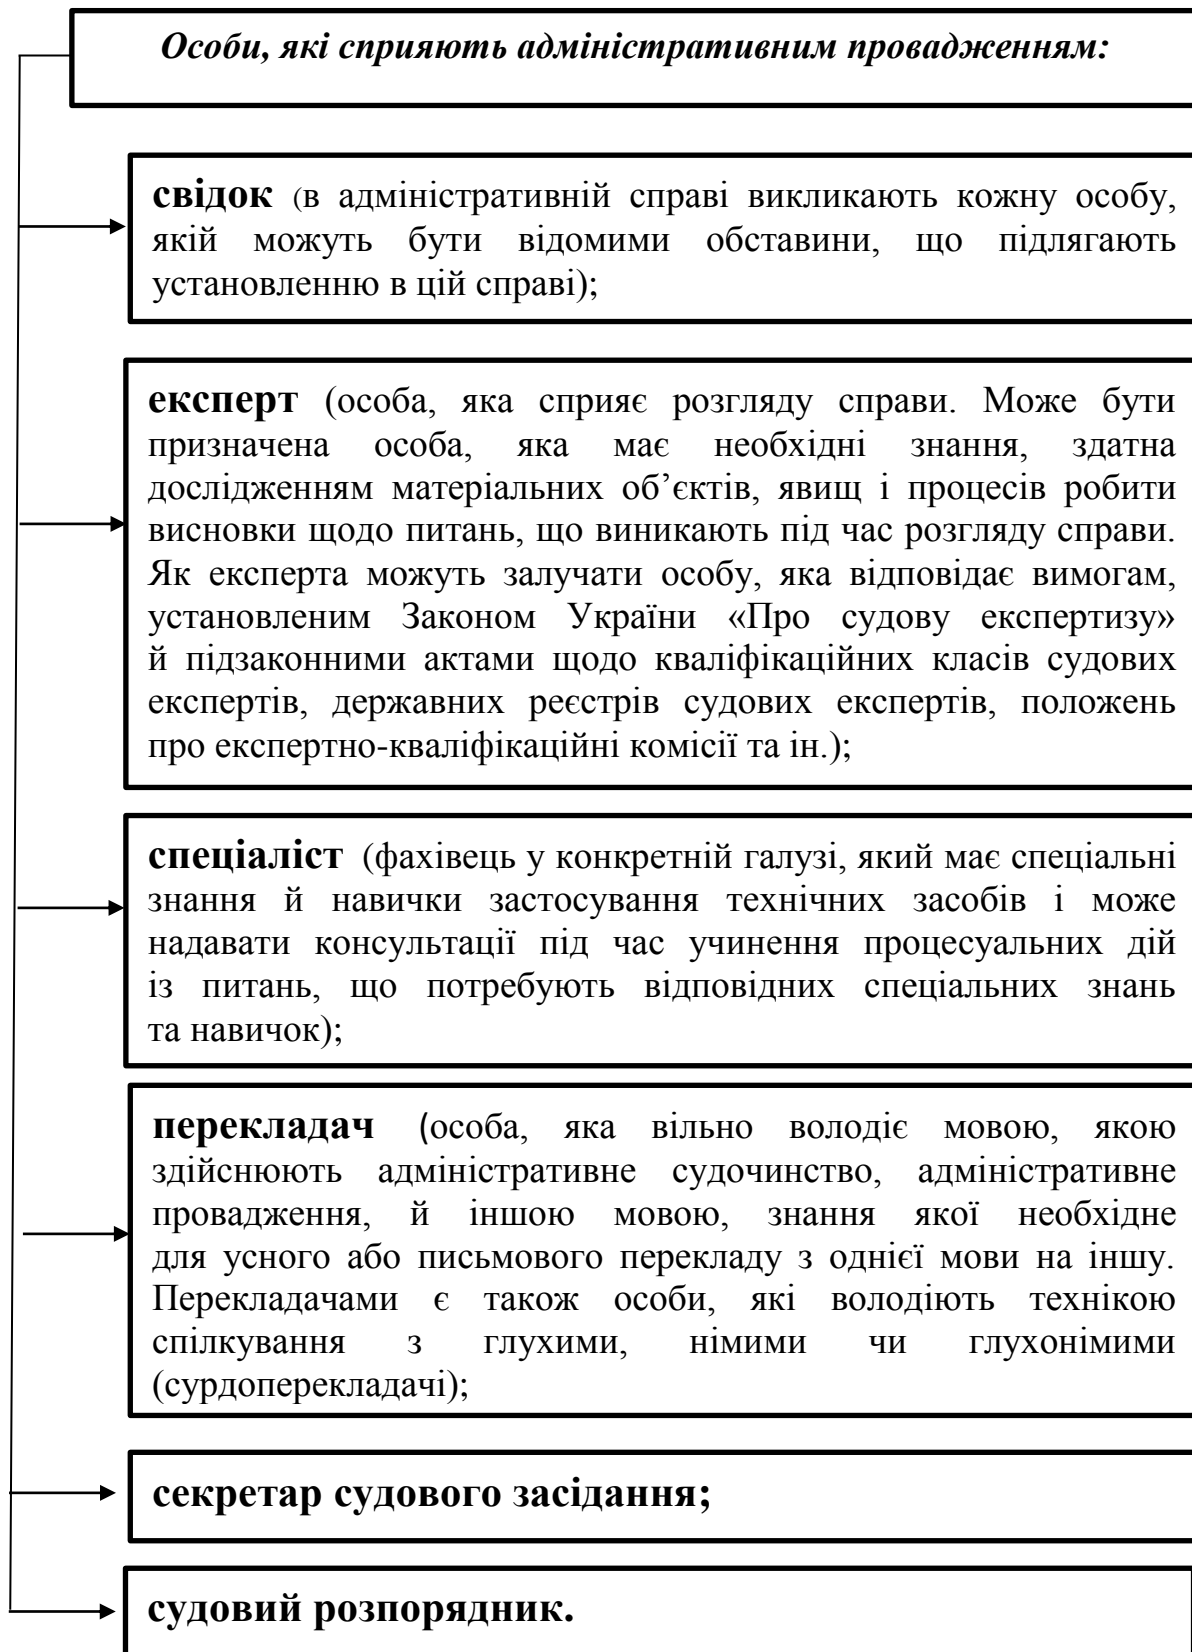 Особи, які сприяють адміністративним провадженням:
свідок (в адміністративній справі викликають кожну особу,
якій можуть бути відомими обставини, що підлягають
установленню в цій справі);
експерт (особа, яка сприяє розгляду справи. Може бути
призначена особа, яка має необхідні знання, здатна
дослідженням матеріальних об’єктів, явищ і процесів робити
висновки щодо питань, що виникають під час розгляду справи.
Як експерта можуть залучати особу, яка відповідає вимогам,
установленим Законом України «Про судову експертизу»
й підзаконними актами щодо кваліфікаційних класів судових
експертів, державних реєстрів судових експертів, положень
про експертно-кваліфікаційні комісії та ін.);
спеціаліст (фахівець у конкретній галузі, який має спеціальні
знання й навички застосування технічних засобів і може
надавати консультації під час учинення процесуальних дій
із питань, що потребують відповідних спеціальних знань
та навичок);
перекладач (особа, яка вільно володіє мовою, якою
здійснюють адміністративне судочинство, адміністративне
провадження, й іншою мовою, знання якої необхідне
для усного або письмового перекладу з однієї мови на іншу.
Перекладачами є також особи, які володіють технікою
спілкування з глухими, німими чи глухонімими
(сурдоперекладачі);
секретар судового засідання;
судовий розпорядник.